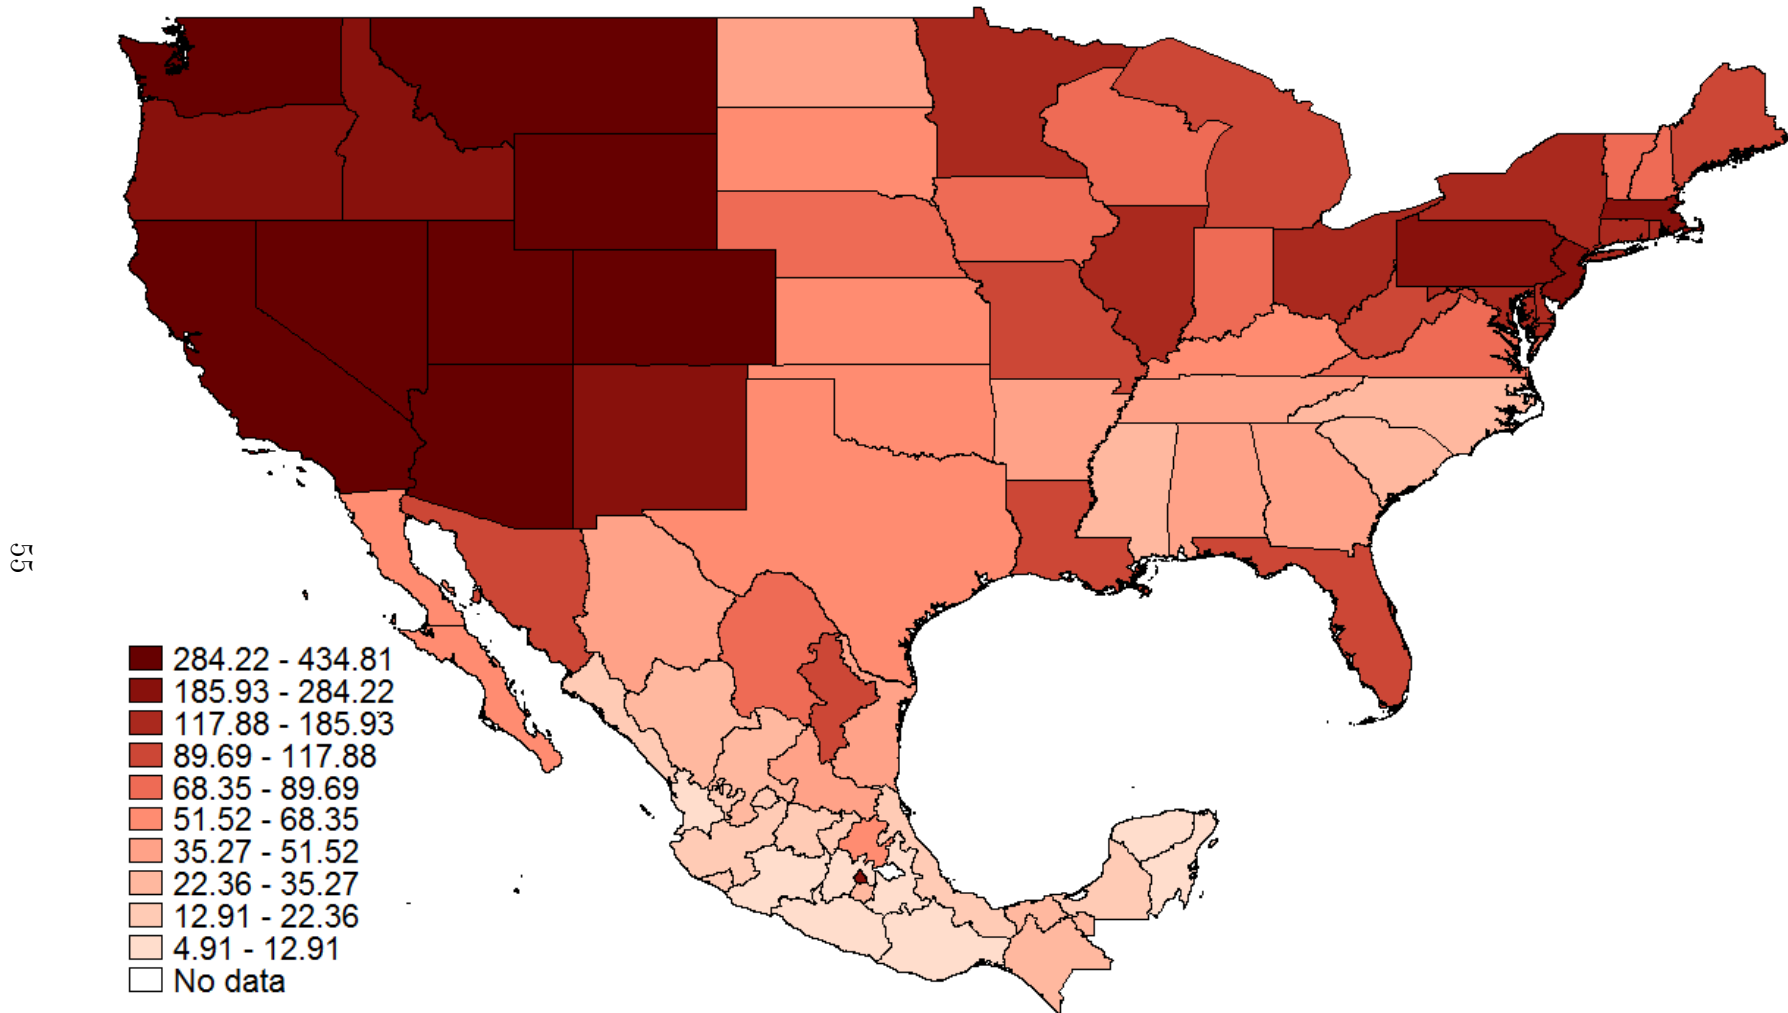 55
284.22 - 434.81
185.93 - 284.22
117.88 - 185.93
89.69 - 117.88
68.35 - 89.69
51.52 - 68.35
35.27 - 51.52
22.36 - 35.27
12.91 - 22.36
4.91 - 12.91
No data